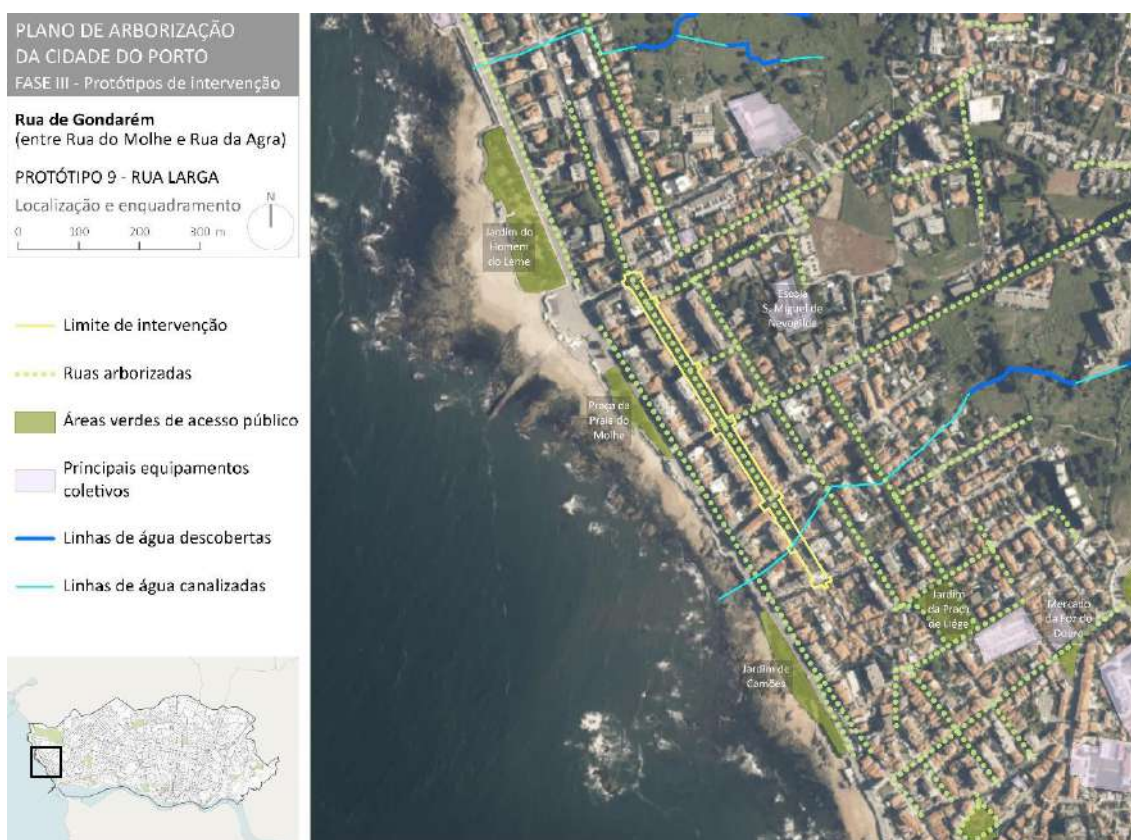 PLANO DE ARBORIZAÇÃO
DA CIDADE DO PORTO
FASE III - Protótipos de intervenção
Rua de Gondarém
(entre Rua do Molhe e Rua da Agra)
PROTÓTIPO 9 - RUA LARGA
Localização e enquadramento
N
0 100 200 300 m
Limite de intervenção
Ruas arborizadas
Áreas verdes de acesso público
Principais equipamentos
coletivos
Linhas de água descobertas
Linhas de água canalizadas
Jardim do
Homem
do Leme
Escola
S. Miguel de
Nevogilde
Praça da
Praia do
Molhe
Jardim
da Praça
de Liége
Mercado
da Foz do
Douro
Jardim de
Camões